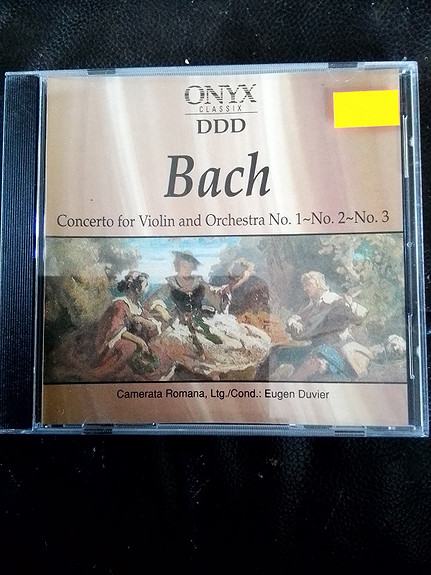 ONYX
CLASSIX
DDD
Bach
Concerto for Violin and Orchestra No. 1~No. 2~No. 3
Camerata Romana, Ltg./Cond.: Eugen Duvier